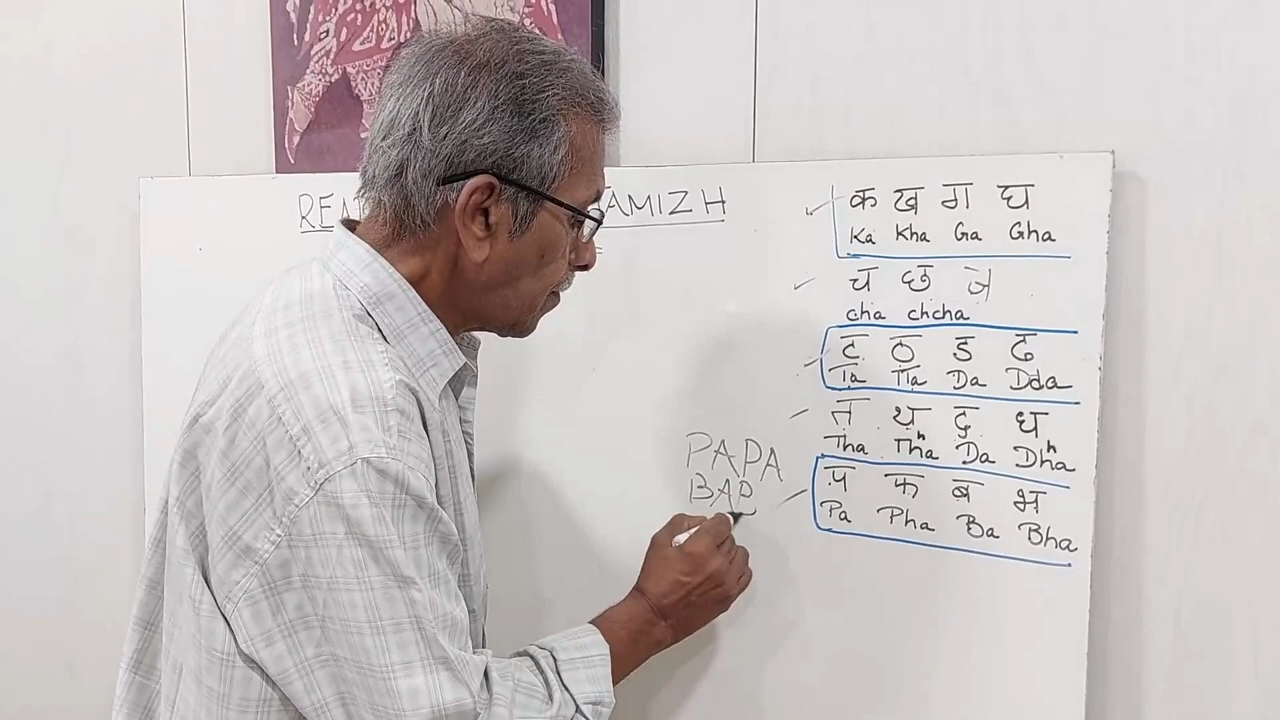 AMIZH
क ख ग घ
Ka Kha Ga Gha
च छ ज
cha chcha
ट ठ ड ढ
Ta TTa Da Dda
त थ द ध
Tha Thha Da Dhha
प फ ब भ
Pa Pha Ba Bha
PAPA
BAP